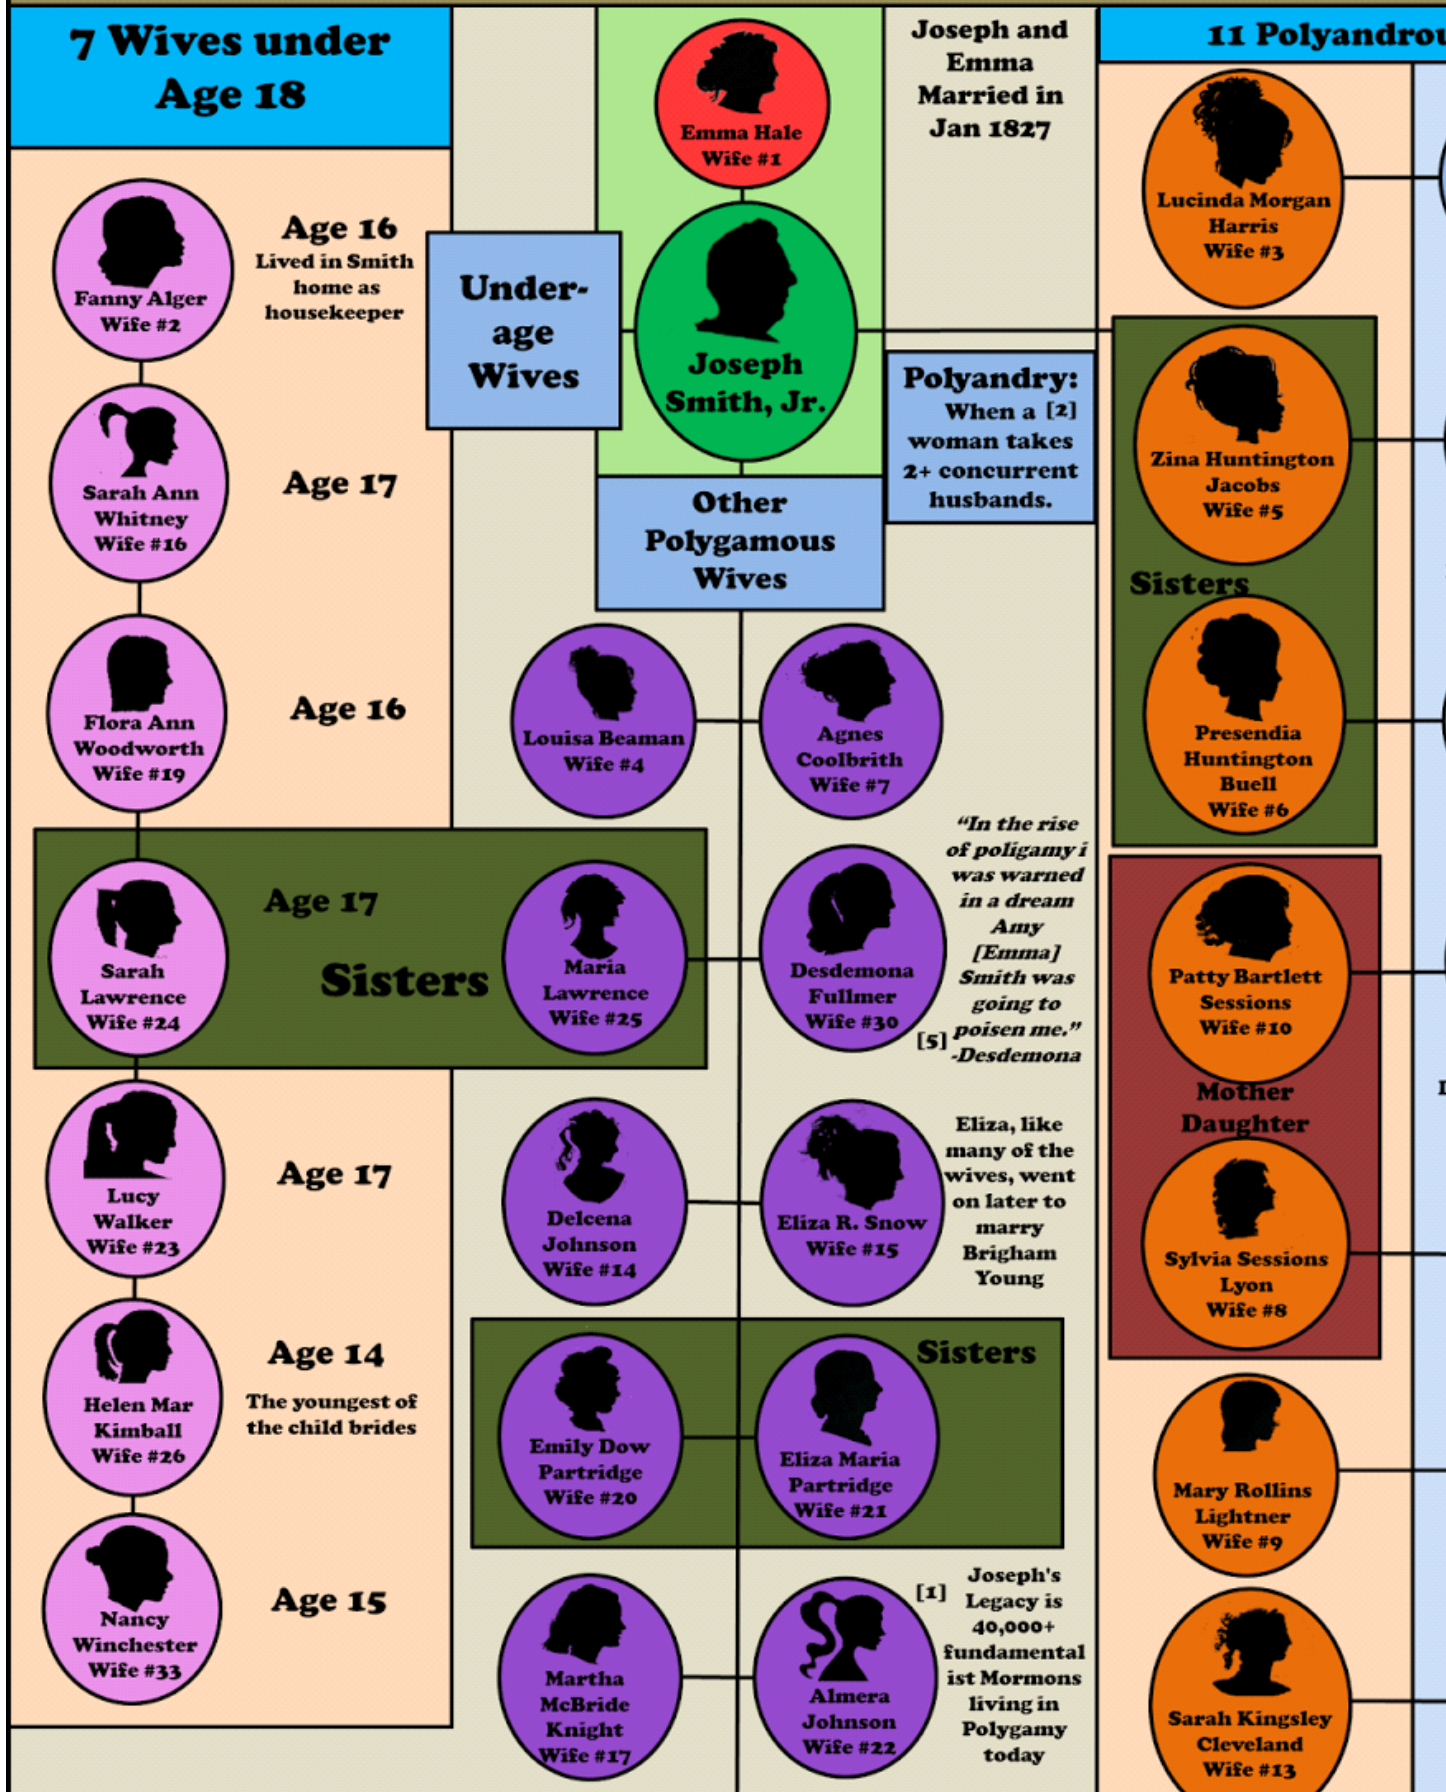 7 Wives under
Age 18
Fanny Alger
Wife #2
Age 16
Lived in Smith
home as
housekeeper
Sarah Ann
Whitney
Wife #16
Age 17
Flora Ann
Woodworth
Wife #19
Age 16
Sarah
Lawrence
Wife #24
Age 17
Sisters
Maria
Lawrence
Wife #25
Lucy
Walker
Wife #23
Age 17
Helen Mar
Kimball
Wife #26
Age 14
The youngest of
the child brides
Nancy
Winchester
Wife #33
Age 15
Emma Hale
Wife #1
Joseph and
Emma
Married in
Jan 1827
Under-
age
Wives
Joseph
Smith, Jr.
Polyandry:
When a [2]
woman takes
2+ concurrent
husbands.
Other
Polygamous
Wives
Louisa Beaman
Wife #4
Agnes
Coolbrith
Wife #7
Desdemona
Fullmer
Wife #30
“In the rise
of poligamy i
was warned
in a dream
Amy
[Emma]
Smith was
going to
[5] poisen me.”
-Desdemona
Delcena
Johnson
Wife #14
Eliza R. Snow
Wife #15
Eliza, like
many of the
wives, went
on later to
marry
Brigham
Young
Sisters
Emily Dow
Partridge
Wife #20
Eliza Maria
Partridge
Wife #21
Martha
McBride
Knight
Wife #17
Almera
Johnson
Wife #22
[1] Joseph's
Legacy is
40,000+
fundamental
ist Mormons
living in
Polygamy
today
11 Polyandrou
Lucinda Morgan
Harris
Wife #3
Zina Huntington
Jacobs
Wife #5
Sisters
Presendia
Huntington
Buell
Wife #6
Patty Bartlett
Sessions
Wife #10
Mother
Daughter
Sylvia Sessions
Lyon
Wife #8
Mary Rollins
Lightner
Wife #9
Sarah Kingsley
Cleveland
Wife #13